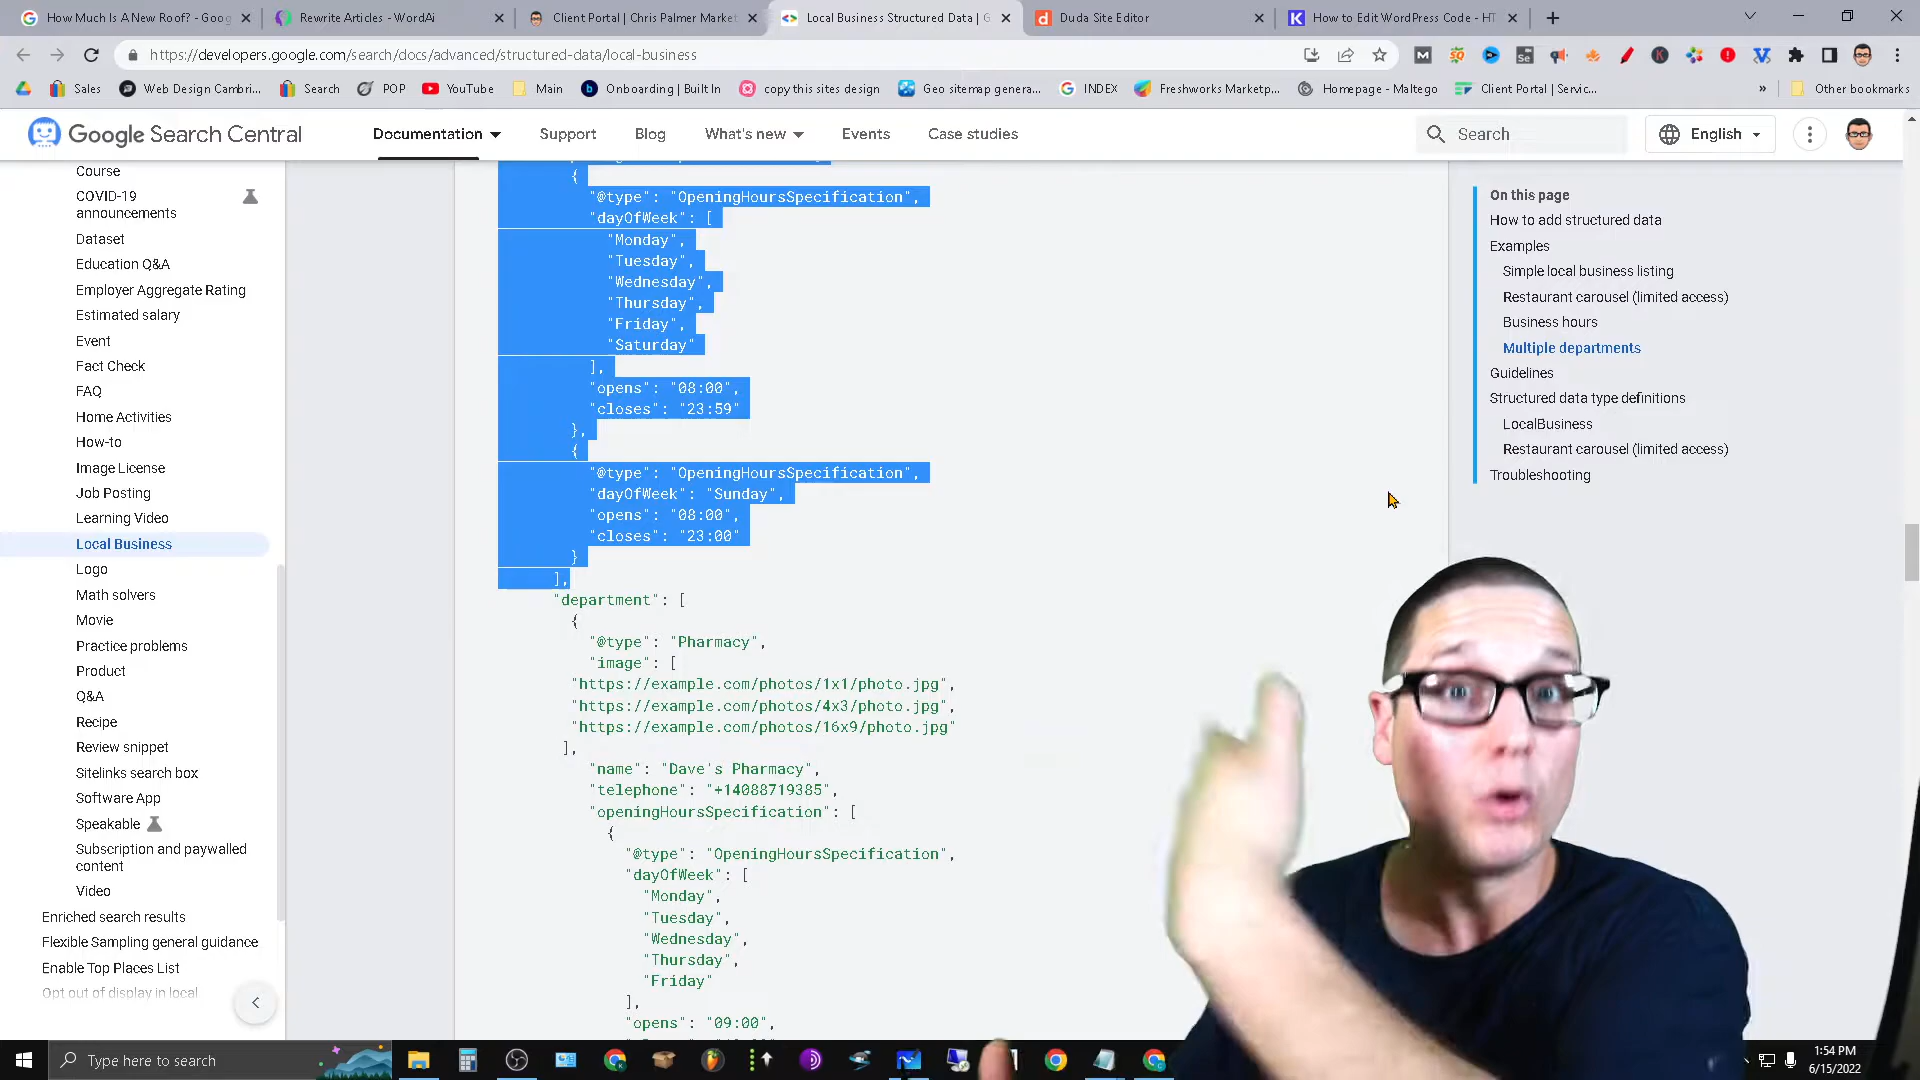 How Much Is A New Roof? - Goog
Rewrite Articles - WordAi
Client Portal | Chris Palmer Market
Local Business Structured Data | G
Duda Site Editor
How to Edit WordPress Code - HT
https://developers.google.com/search/docs/advanced/structured-data/local-business
Sales
Web Design Cambri...
Search
POP
YouTube
Main
Onboarding | Built In
copy this sites design
Geo sitemap genera...
INDEX
Freshworks Marketp...
Homepage - Maltego
Client Portal | Servic...
»
Other bookmarks
Google Search Central
Documentation
Support
Blog
What's new
Events
Case studies
Search
English
Course
COVID-19
announcements
Dataset
Education Q&A
Employer Aggregate Rating
Estimated salary
Event
Fact Check
FAQ
Home Activities
How-to
Image License
Job Posting
Learning Video
Local Business
Logo
Math solvers
Movie
Practice problems
Product
Q&A
Recipe
Review snippet
Sitelinks search box
Software App
Speakable
Subscription and paywalled
content
Video
Enriched search results
Flexible Sampling general guidance
Enable Top Places List
Opt out of display in local
{
"@type": "OpeningHoursSpecification",
"dayOfWeek": [
"Monday",
"Tuesday",
"Wednesday",
"Thursday",
"Friday",
"Saturday"
],
"opens": "08:00",
"closes": "23:59"
},
{
"@type": "OpeningHoursSpecification",
"dayOfWeek": "Sunday",
"opens": "08:00",
"closes": "23:00"
}
],
"department": [
{
"@type": "Pharmacy",
"image": [
"https://example.com/photos/1x1/photo.jpg",
"https://example.com/photos/4x3/photo.jpg",
"https://example.com/photos/16x9/photo.jpg"
],
"name": "Dave's Pharmacy",
"telephone": "+14088719385",
"openingHoursSpecification": [
{
"@type": "OpeningHoursSpecification",
"dayOfWeek": [
"Monday",
"Tuesday",
"Wednesday",
"Thursday",
"Friday"
],
"opens": "09:00",
On this page
How to add structured data
Examples
Simple local business listing
Restaurant carousel (limited access)
Business hours
Multiple departments
Guidelines
Structured data type definitions
LocalBusiness
Restaurant carousel (limited access)
Troubleshooting
Type here to search
1:54 PM
6/15/2022